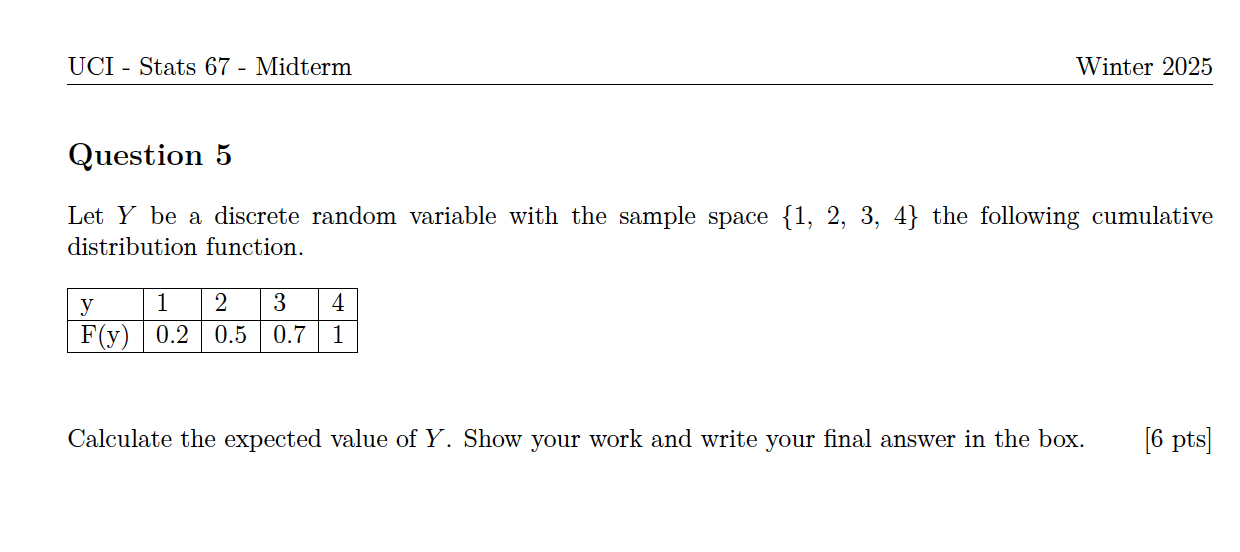 UCI - Stats 67 - Midterm Winter 2025
Question 5
Let Y be a discrete random variable with the sample space {1, 2, 3, 4} the following cumulative
distribution function.
y 1 2 3 4
F(y) 0.2 0.5 0.7 1
Calculate the expected value of Y. Show your work and write your final answer in the box. [6 pts]